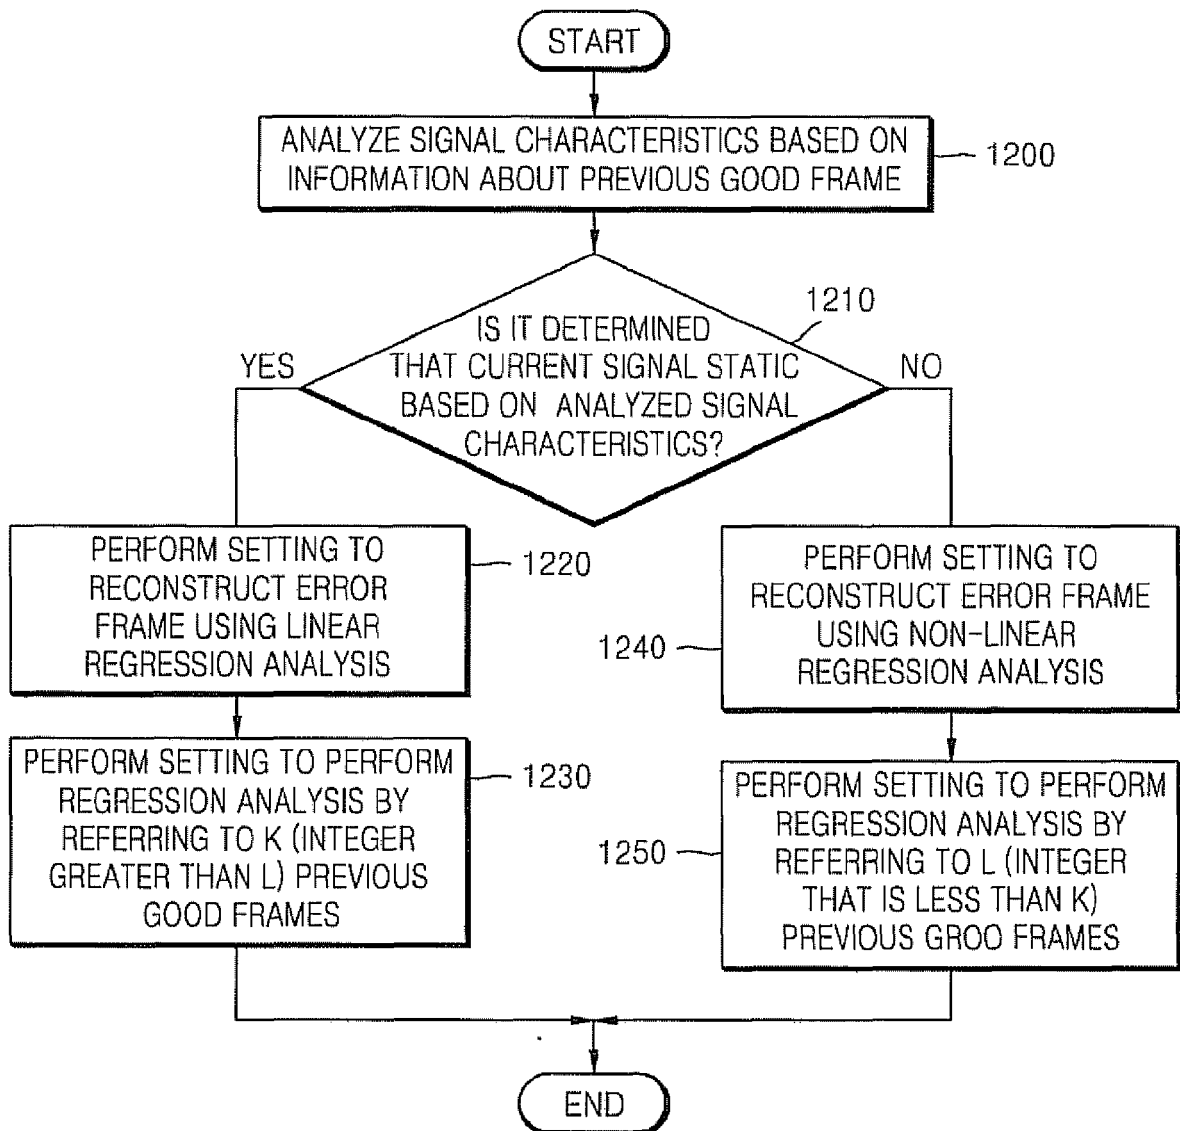 START
ANALYZE SIGNAL CHARACTERISTICS BASED ON
INFORMATION ABOUT PREVIOUS GOOD FRAME
1200
1210
IS IT DETERMINED
THAT CURRENT SIGNAL STATIC
BASED ON ANALYZED SIGNAL
CHARACTERISTICS?
YES
NO
PERFORM SETTING TO
RECONSTRUCT ERROR
FRAME USING LINEAR
REGRESSION ANALYSIS
1220
PERFORM SETTING TO
RECONSTRUCT ERROR FRAME
USING NON-LINEAR
REGRESSION ANALYSIS
1240
PERFORM SETTING TO PERFORM
REGRESSION ANALYSIS BY
REFERRING TO K (INTEGER
GREATER THAN L) PREVIOUS
GOOD FRAMES
1230
PERFORM SETTING TO PERFORM
REGRESSION ANALYSIS BY
REFERRING TO L (INTEGER
THAT IS LESS THAN K)
PREVIOUS GROO FRAMES
1250
END